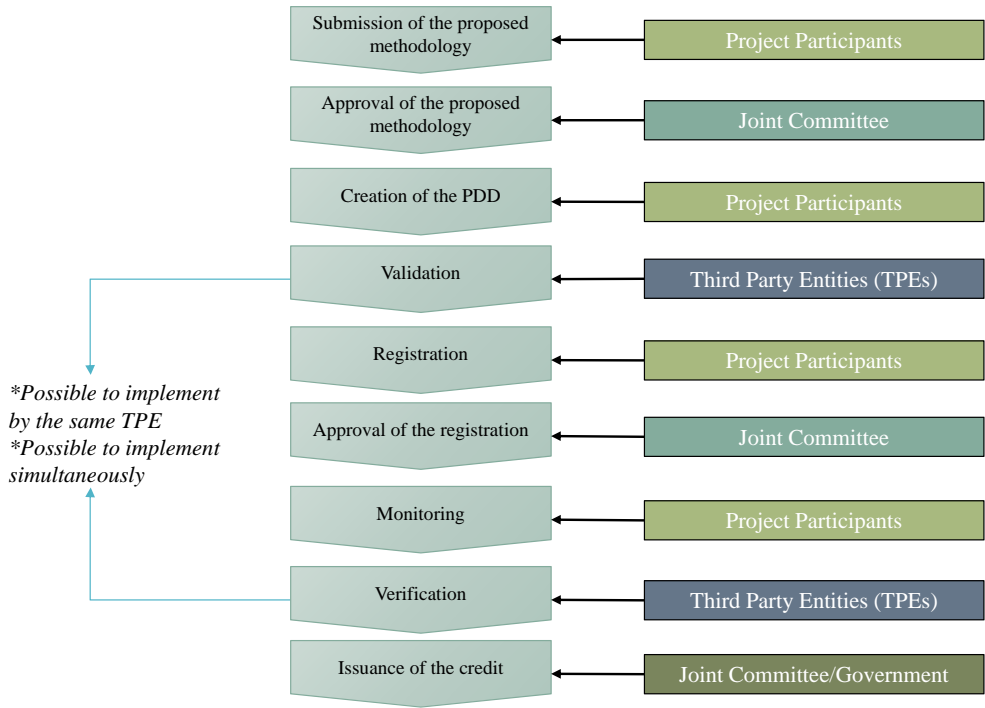 Submission of the proposed
methodology
Project Participants
Approval of the proposed
methodology
Joint Committee
Creation of the PDD
Project Participants
Validation
Third Party Entities (TPEs)
Registration
Project Participants
*Possible to implement
by the same TPE
*Possible to implement
simultaneously
Approval of the registration
Joint Committee
Monitoring
Project Participants
Verification
Third Party Entities (TPEs)
Issuance of the credit
Joint Committee/Government